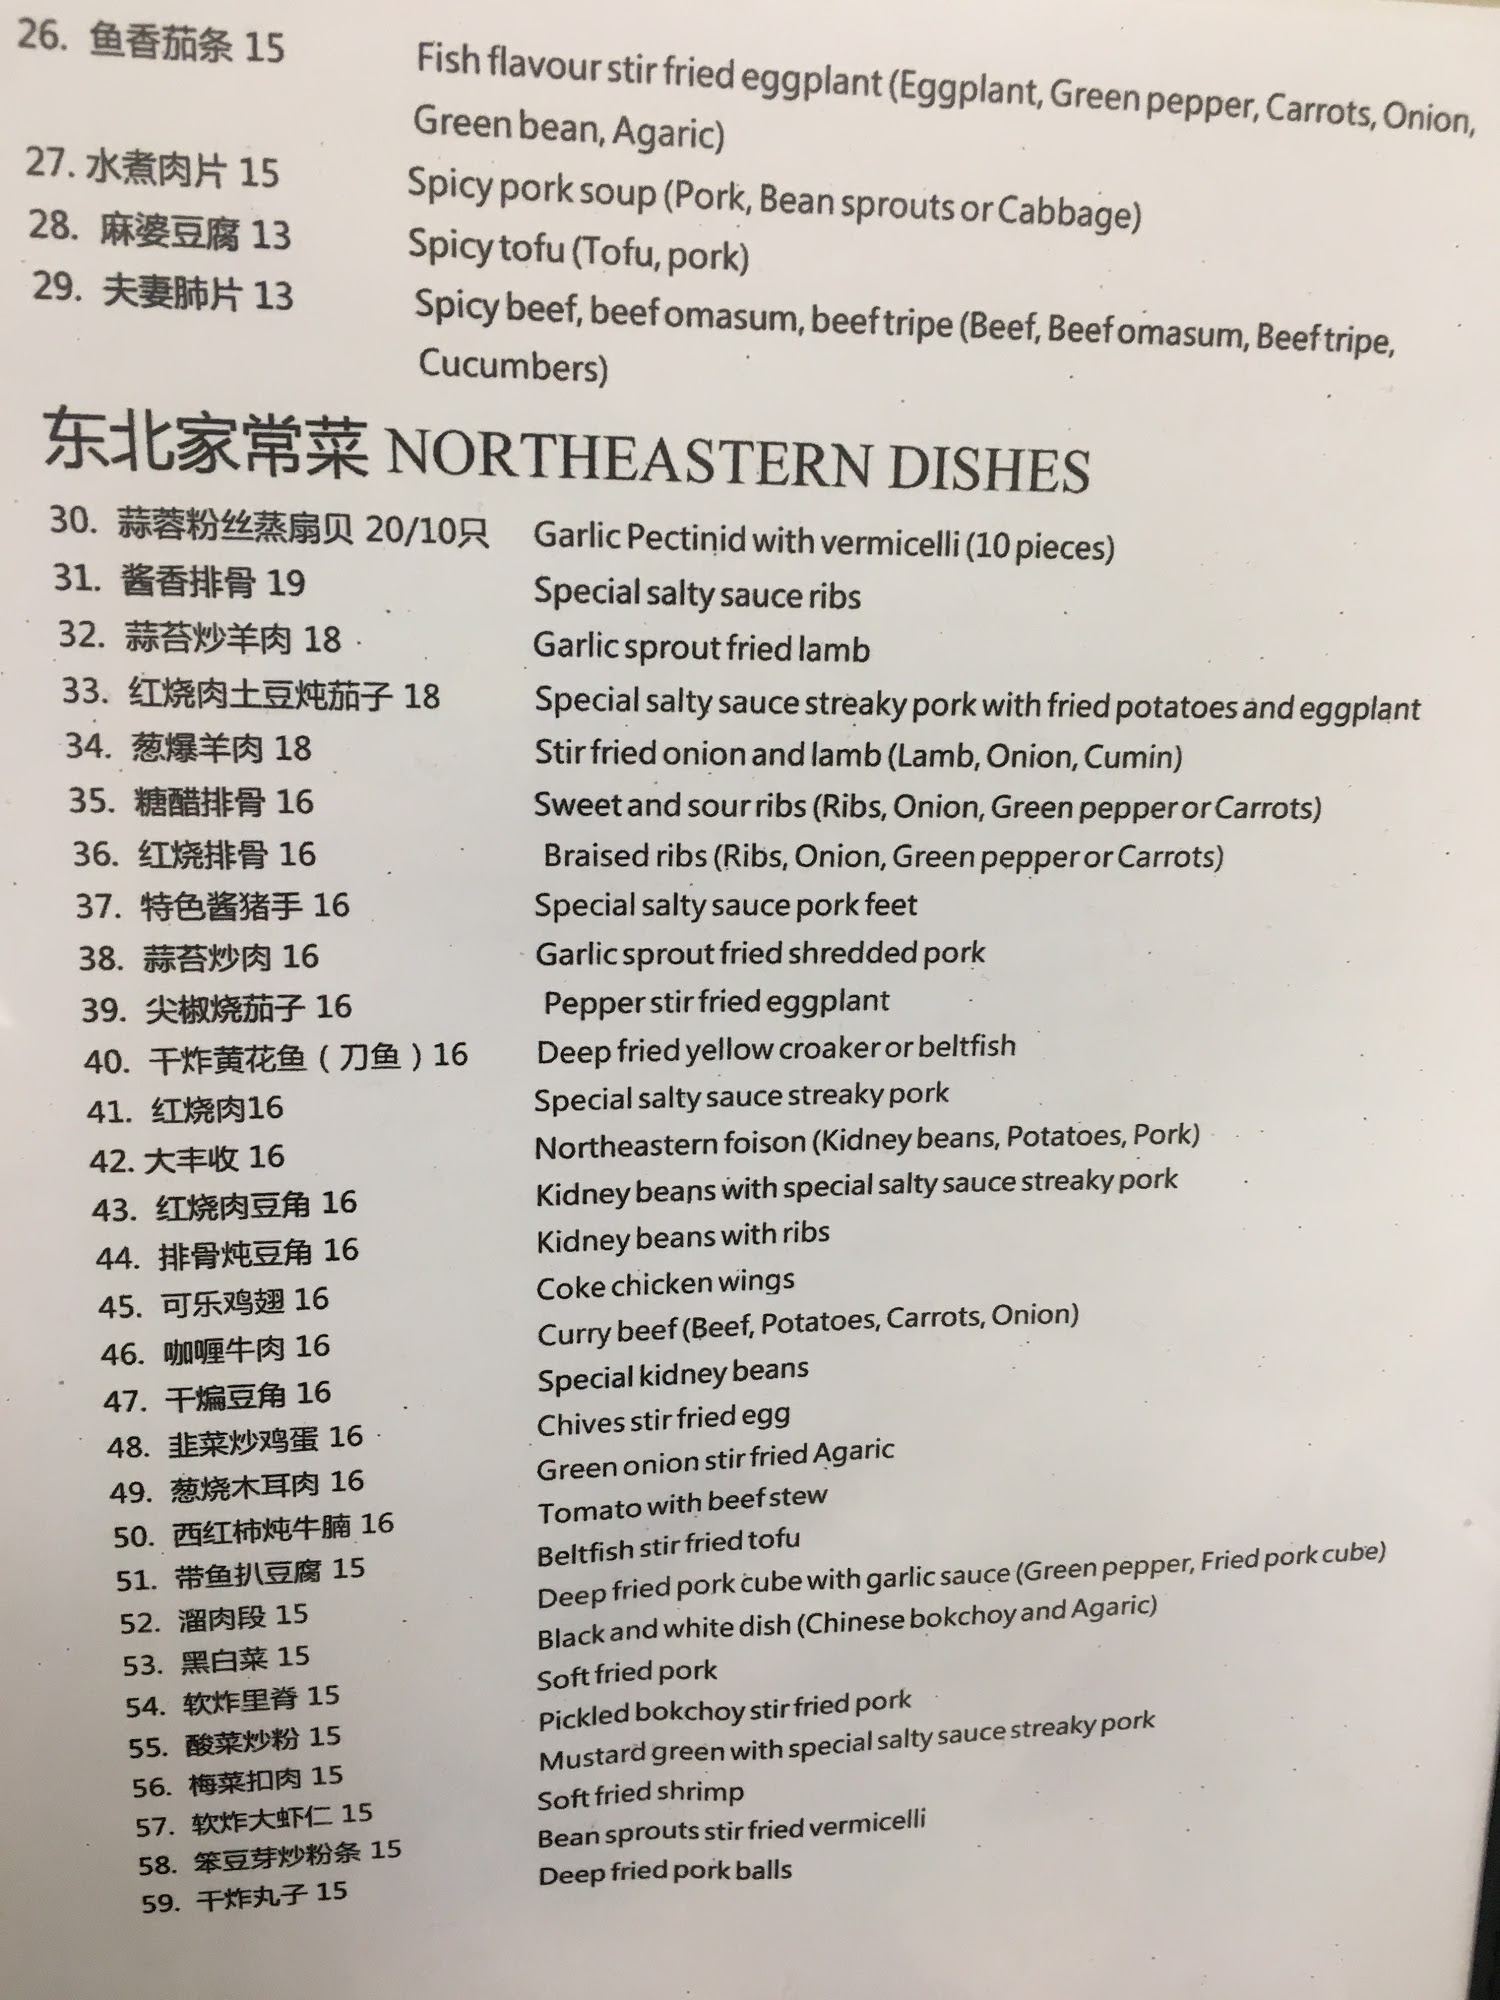 26. 鱼香茄条 15 Fish flavour stir fried eggplant (Eggplant, Green pepper, Carrots, Onion,
Green bean, Agaric)
27. 水煮肉片 15 Spicy pork soup (Pork, Bean sprouts or Cabbage)
28. 麻婆豆腐 13 Spicy tofu (Tofu, pork)
29. 夫妻肺片 13 Spicy beef, beef omasum, beef tripe (Beef, Beef omasum, Beef tripe,
Cucumbers)
东北家常菜 NORTHEASTERN DISHES
30. 蒜蓉粉丝蒸扇贝 20/10只 Garlic Pectinid with vermicelli (10 pieces)
31. 酱香排骨 19 Special salty sauce ribs
32. 蒜苔炒羊肉 18 Garlic sprout fried lamb
33. 红烧肉土豆炖茄子 18 Special salty sauce streaky pork with fried potatoes and eggplant
34. 葱爆羊肉 18 Stir fried onion and lamb (Lamb, Onion, Cumin)
35. 糖醋排骨 16 Sweet and sour ribs (Ribs, Onion, Green pepper or Carrots)
36. 红烧排骨 16 Braised ribs (Ribs, Onion, Green pepper or Carrots)
37. 特色酱猪手 16 Special salty sauce pork feet
38. 蒜苔炒肉 16 Garlic sprout fried shredded pork
39. 尖椒烧茄子 16 Pepper stir fried eggplant
40. 干炸黄花鱼（刀鱼）16 Deep fried yellow croaker or beltfish
41. 红烧肉16 Special salty sauce streaky pork
42. 大丰收 16 Northeastern foison (Kidney beans, Potatoes, Pork)
43. 红烧肉豆角 16 Kidney beans with special salty sauce streaky pork
44. 排骨炖豆角 16 Kidney beans with ribs
45. 可乐鸡翅 16 Coke chicken wings
46. 咖喱牛肉 16 Curry beef (Beef, Potatoes, Carrots, Onion)
47. 干煸豆角 16 Special kidney beans
48. 韭菜炒鸡蛋 16 Chives stir fried egg
49. 葱烧木耳肉 16 Green onion stir fried Agaric
50. 西红柿炖牛腩 16 Tomato with beef stew
51. 带鱼扒豆腐 15 Beltfish stir fried tofu
52. 溜肉段 15 Deep fried pork cube with garlic sauce (Green pepper, Fried pork cube)
53. 黑白菜 15 Black and white dish (Chinese bokchoy and Agaric)
54. 软炸里脊 15 Soft fried pork
55. 酸菜炒粉 15 Pickled bokchoy stir fried pork
56. 梅菜扣肉 15 Mustard green with special salty sauce streaky pork
57. 软炸大虾仁 15 Soft fried shrimp
58. 笨豆芽炒粉条 15 Bean sprouts stir fried vermicelli
59. 干炸丸子 15 Deep fried pork balls